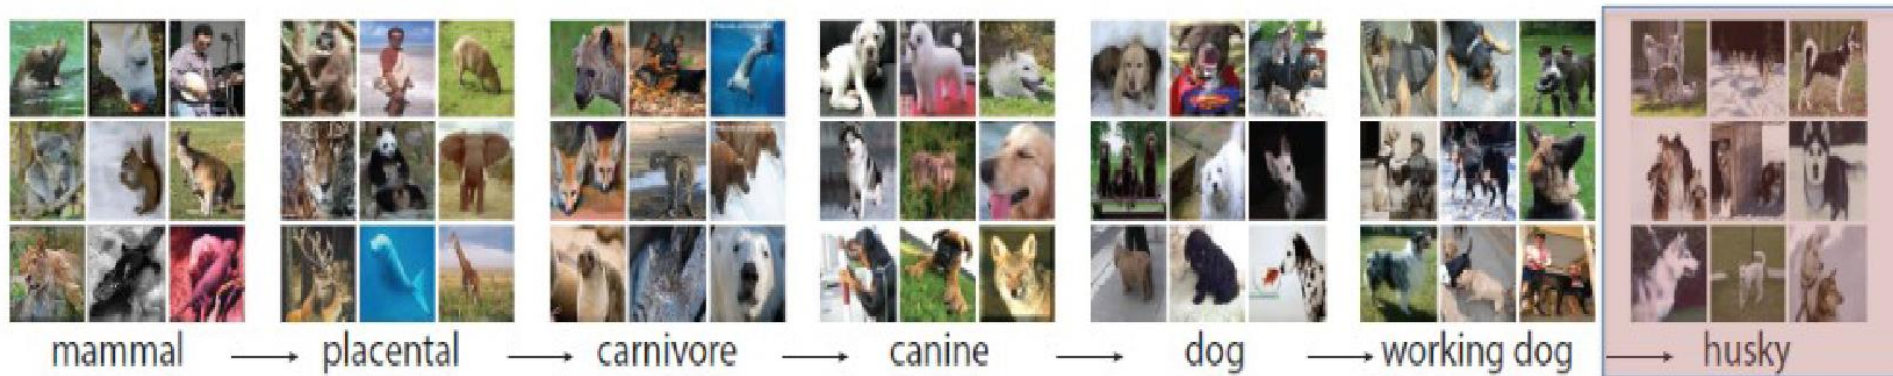 mammal → placental → carnivore → canine → dog → working dog → husky